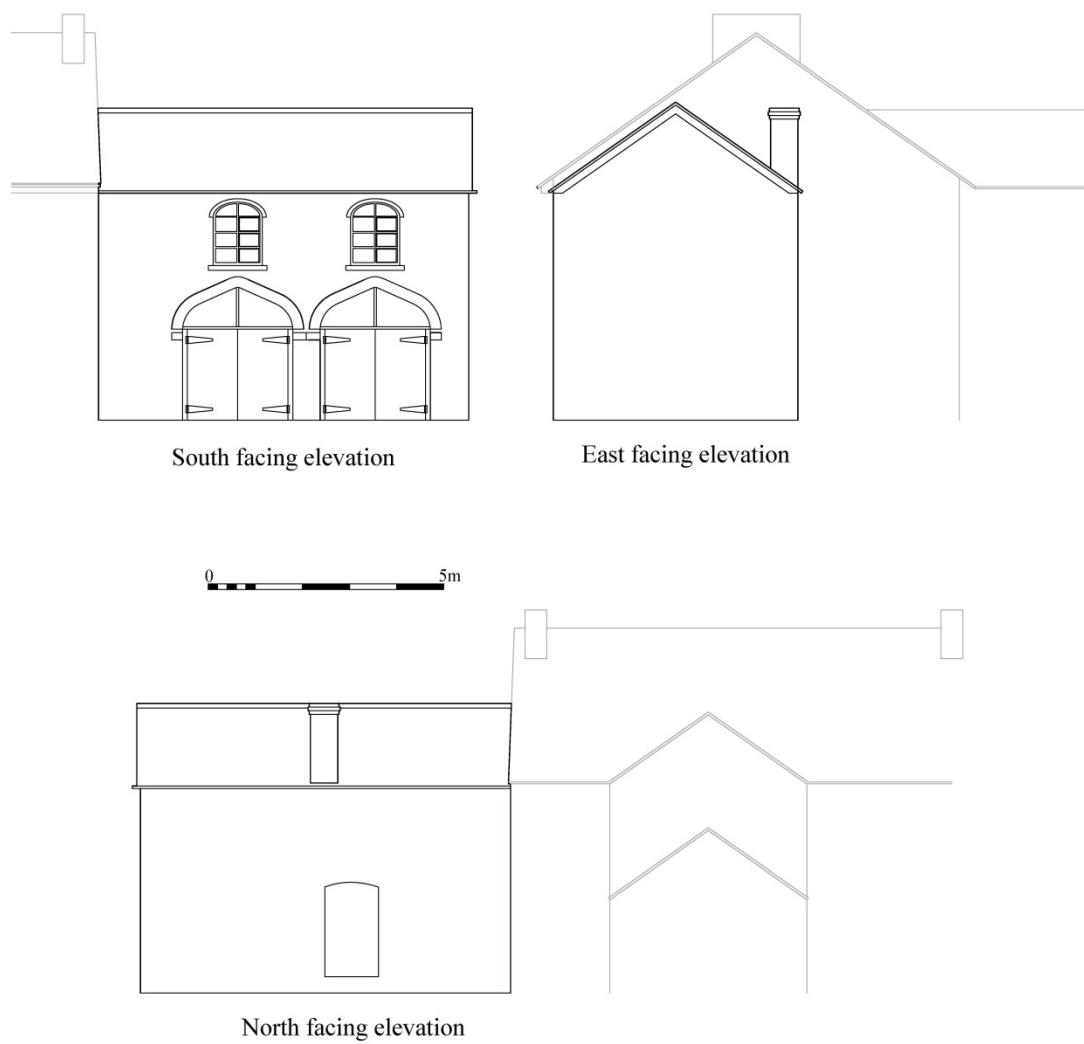 South facing elevation
East facing elevation
0 5m
North facing elevation